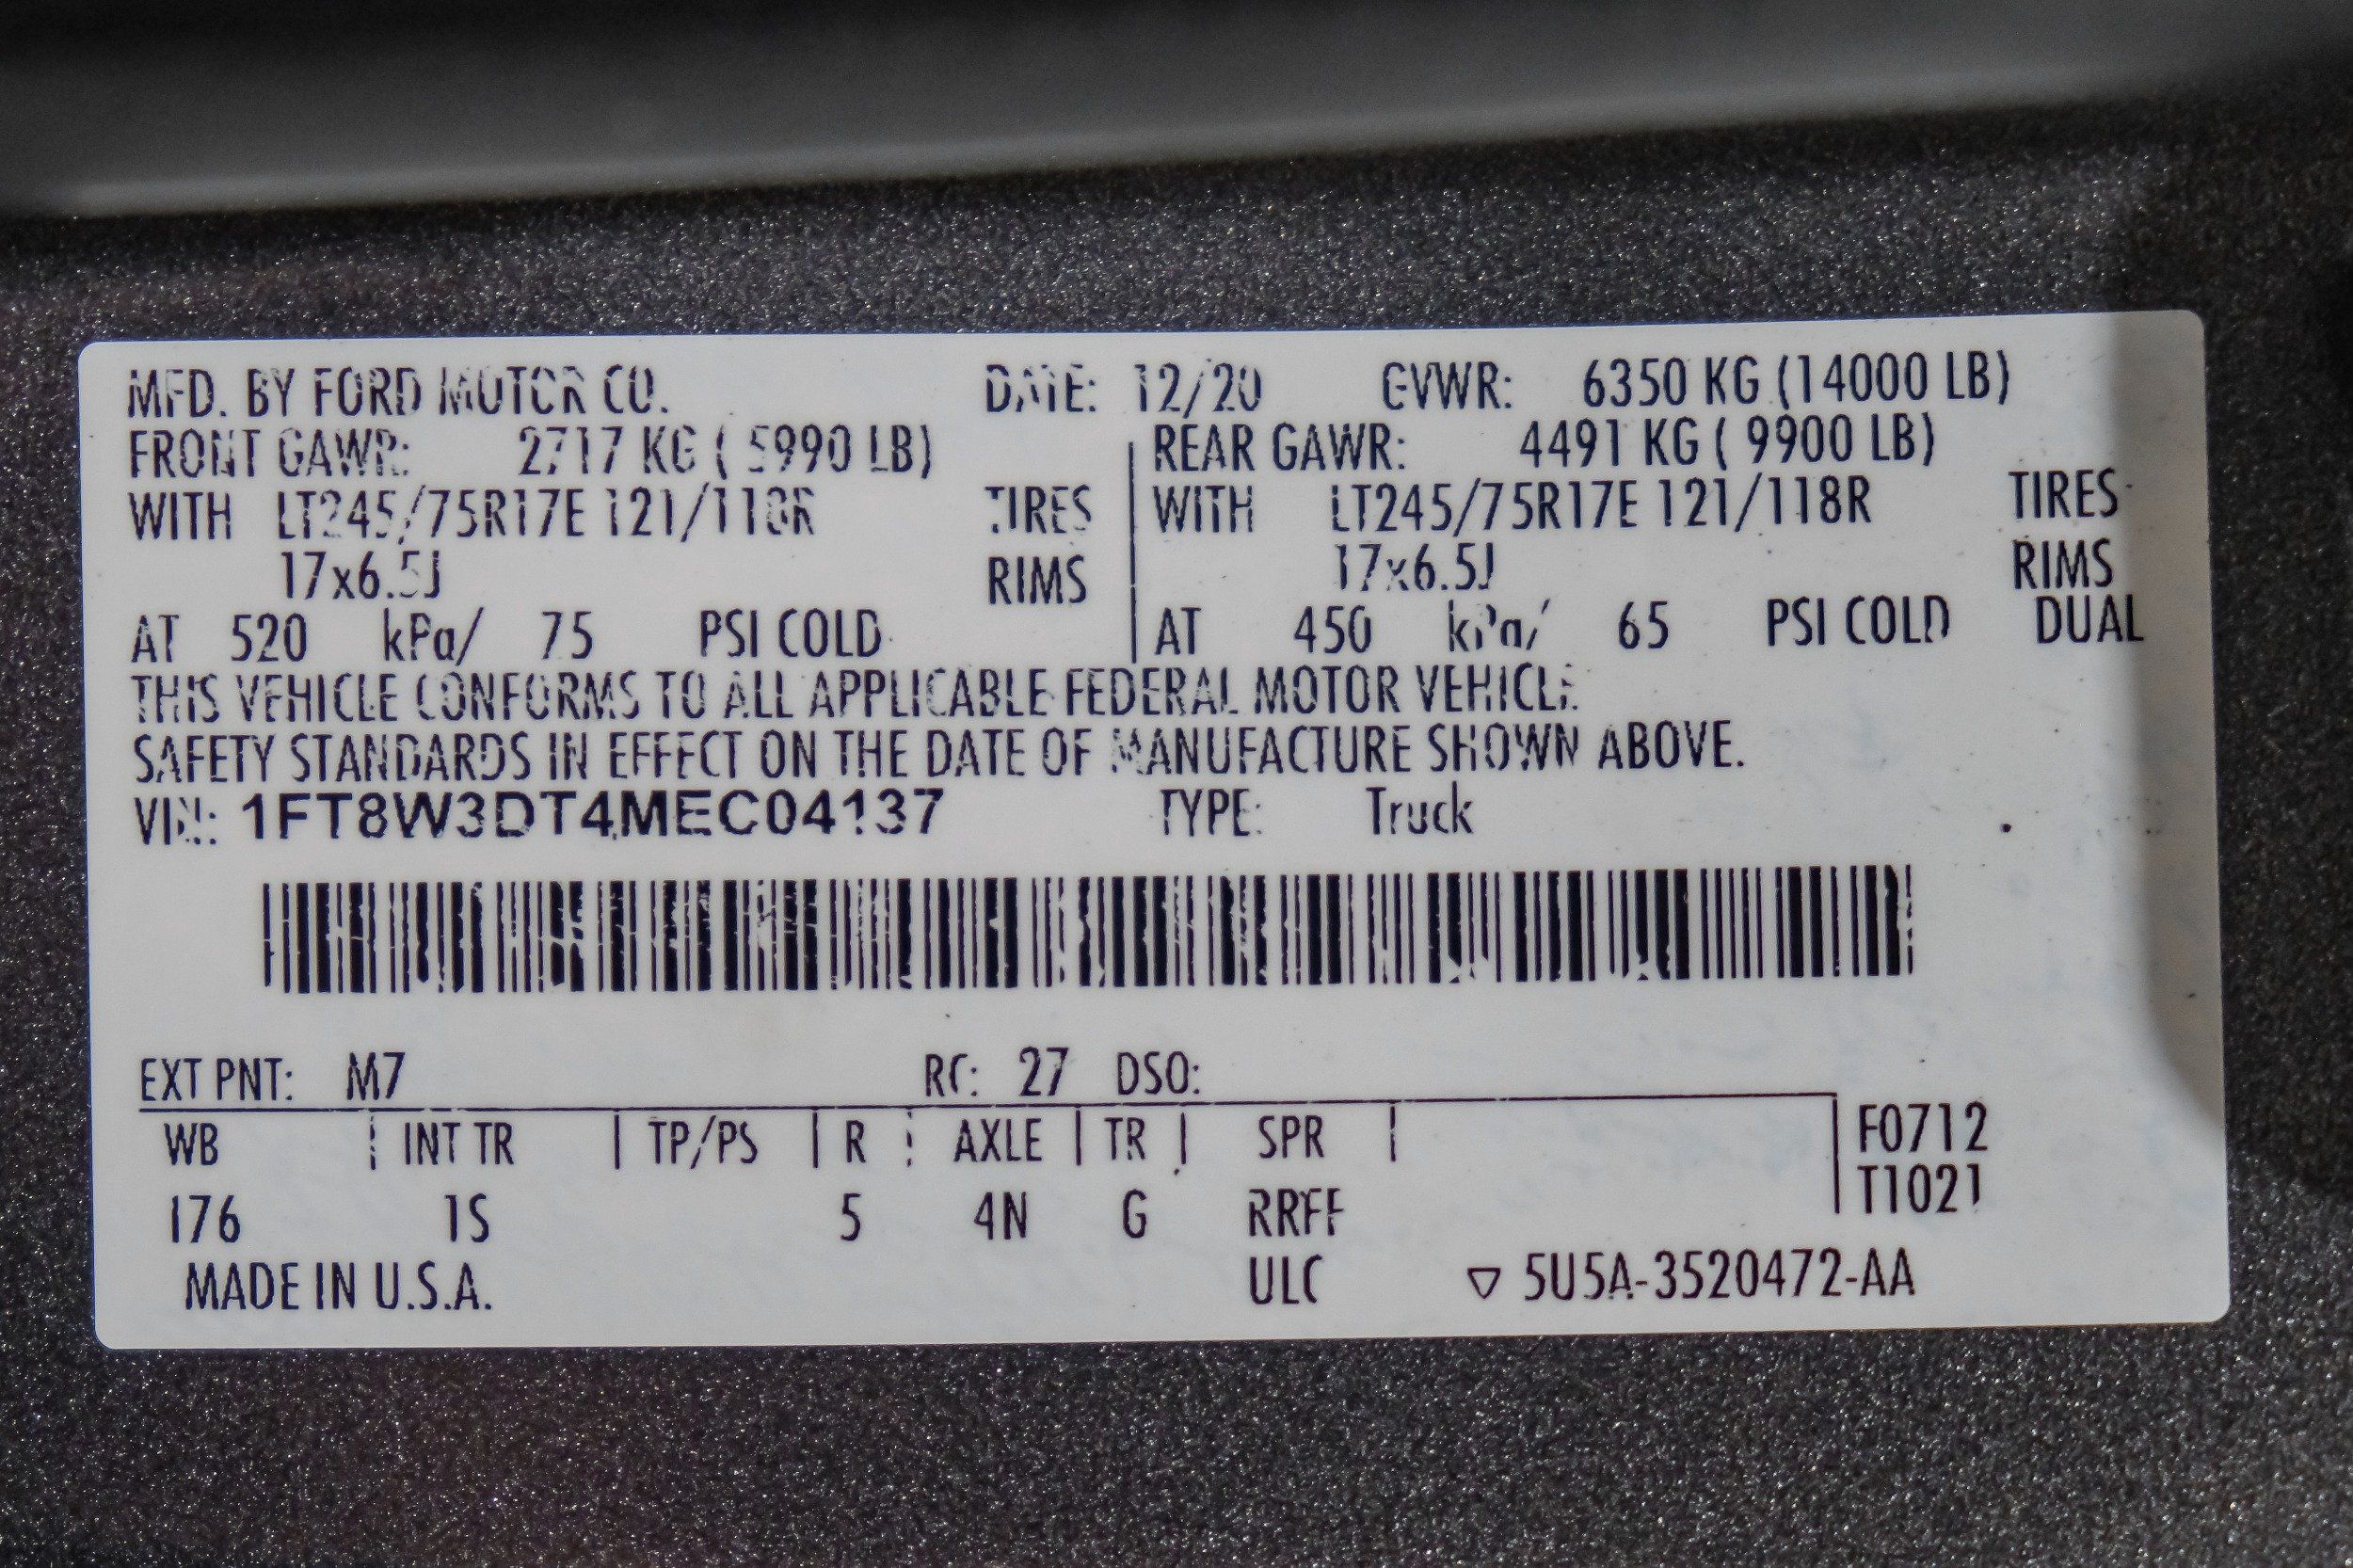 MFD. BY FORD MOTOR CO. DATE: 12/20 GVWR: 6350 KG (14000 LB)
FRONT GAWR: 2717 KG ( 5990 LB) REAR GAWR: 4491 KG ( 9900 LB)
WITH LT245/75R17E 121/118R TIRES WITH LT245/75R17E 121/118R TIRES
17x6.5J RIMS 17x6.5J RIMS
AT 520 kPa/ 75 PSI COLD AT 450 kPa/ 65 PSI COLD DUAL
THIS VEHICLE CONFORMS TO ALL APPLICABLE FEDERAL MOTOR VEHICLE
SAFETY STANDARDS IN EFFECT ON THE DATE OF MANUFACTURE SHOWN ABOVE.
VIN: 1FT8W3DT4MEC04137 TYPE: Truck
EXT PNT: M7 RC: 27 DSO:
WB | INT TR | TP/PS | R | AXLE | TR | SPR | F0712
T1021
176 1S 5 4N G RRFF
MADE IN U.S.A. ULC ▽ 5U5A-3520472-AA